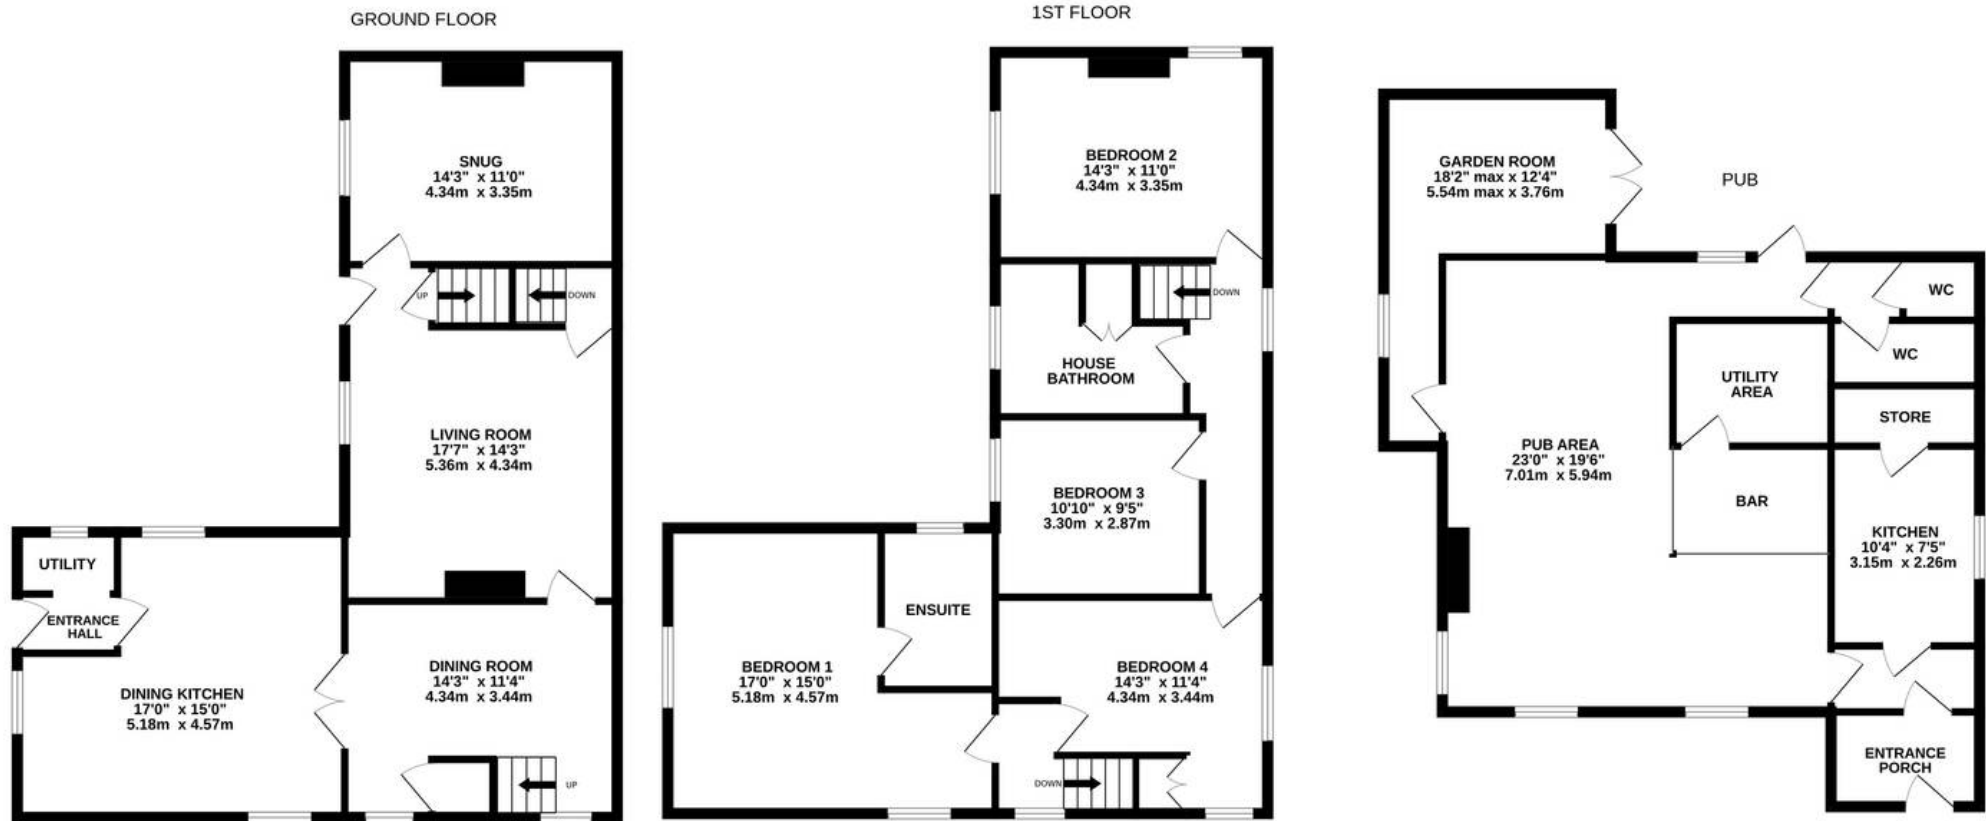 GROUND FLOOR
SNUG
14'3" x 11'0"
4.34m x 3.35m
UP
DOWN
LIVING ROOM
17'7" x 14'3"
5.36m x 4.34m
UTILITY
ENTRANCE
HALL
DINING KITCHEN
17'0" x 15'0"
5.18m x 4.57m
DINING ROOM
14'3" x 11'4"
4.34m x 3.44m
UP
1ST FLOOR
BEDROOM 2
14'3" x 11'0"
4.34m x 3.35m
DOWN
HOUSE
BATHROOM
BEDROOM 3
10'10" x 9'5"
3.30m x 2.87m
ENSUITE
BEDROOM 1
17'0" x 15'0"
5.18m x 4.57m
BEDROOM 4
14'3" x 11'4"
4.34m x 3.44m
DOWN
PUB
GARDEN ROOM
18'2" max x 12'4"
5.54m max x 3.76m
WC
WC
UTILITY
AREA
STORE
PUB AREA
23'0" x 19'6"
7.01m x 5.94m
BAR
KITCHEN
10'4" x 7'5"
3.15m x 2.26m
ENTRANCE
PORCH